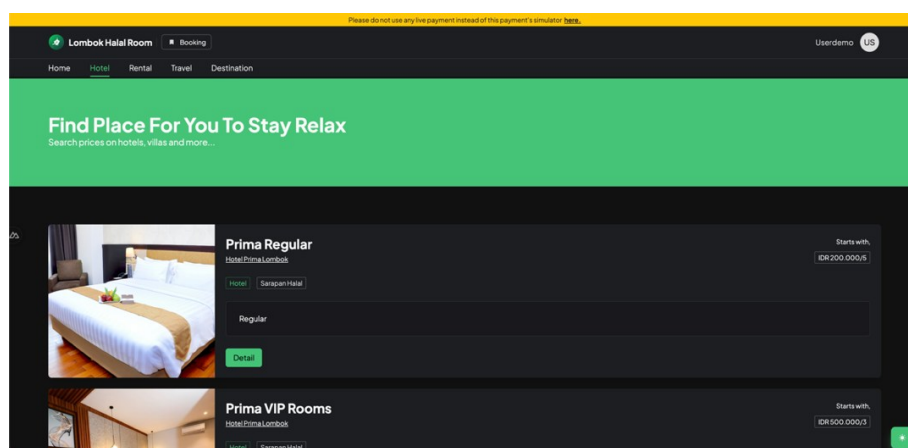 Please do not use any live payment instead of this payment's simulator here.
Lombok Halal Room
Booking
Userdemo
US
Home
Hotel
Rental
Travel
Destination
Find Place For You To Stay Relax
Search prices on hotels, villas and more...
Prima Regular
Hotel Prima Lombok
Hotel
Sarapan Halal
Regular
Detail
Starts with,
IDR 200.000/5
Prima VIP Rooms
Hotel Prima Lombok
Hotel
Sarapan Halal
Starts with,
IDR 500.000/3